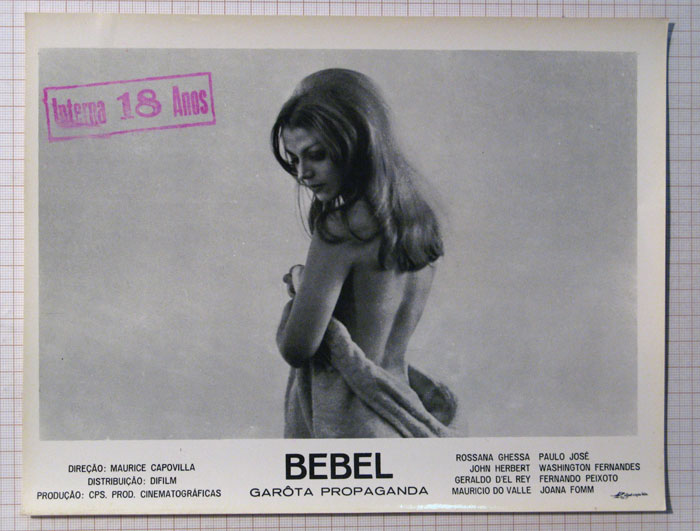 Interna 18 Anos
DIREÇÃO: MAURICE CAPOVILLA
DISTRIBUIÇÃO: DIFILM
PRODUÇÃO: CPS. PROD. CINEMATOGRÁFICAS
BEBEL
GARÔTA PROPAGANDA
ROSSANA GHESSA PAULO JOSÉ
JOHN HERBERT WASHINGTON FERNANDES
GERALDO D'EL REY FERNANDO PEIXOTO
MAURICIO DO VALLE JOANA FOMM